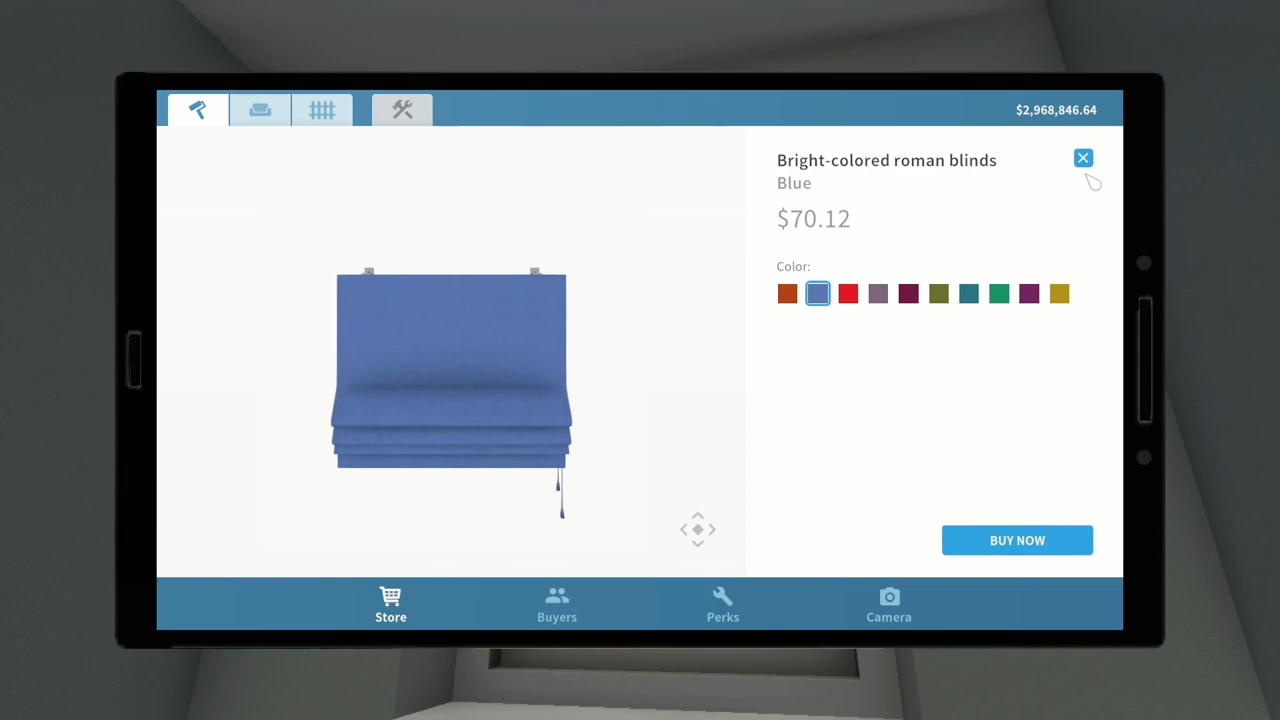 $2,968,846.64
Bright-colored roman blinds
Blue
$70.12
Color:
BUY NOW
Store
Buyers
Perks
Camera